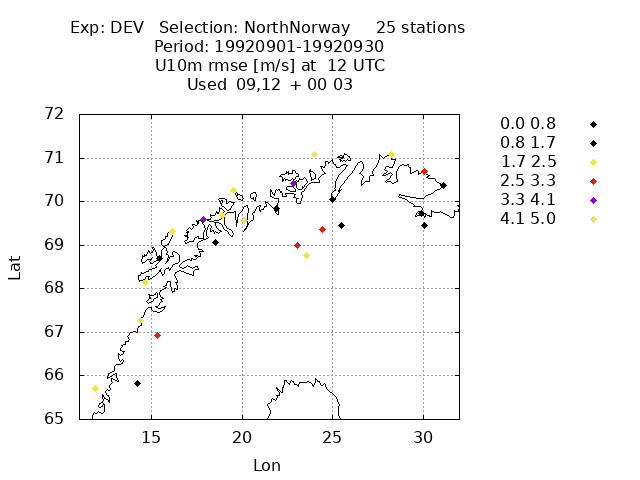 Exp: DEV   Selection: NorthNorway     25 stations
Period: 19920901-19920930
U10m rmse [m/s] at  12 UTC
Used  09,12  + 00 03
72
71
70
69
68
67
66
65
Lat
15 20 25 30
Lon
0.0 0.8
0.8 1.7
1.7 2.5
2.5 3.3
3.3 4.1
4.1 5.0